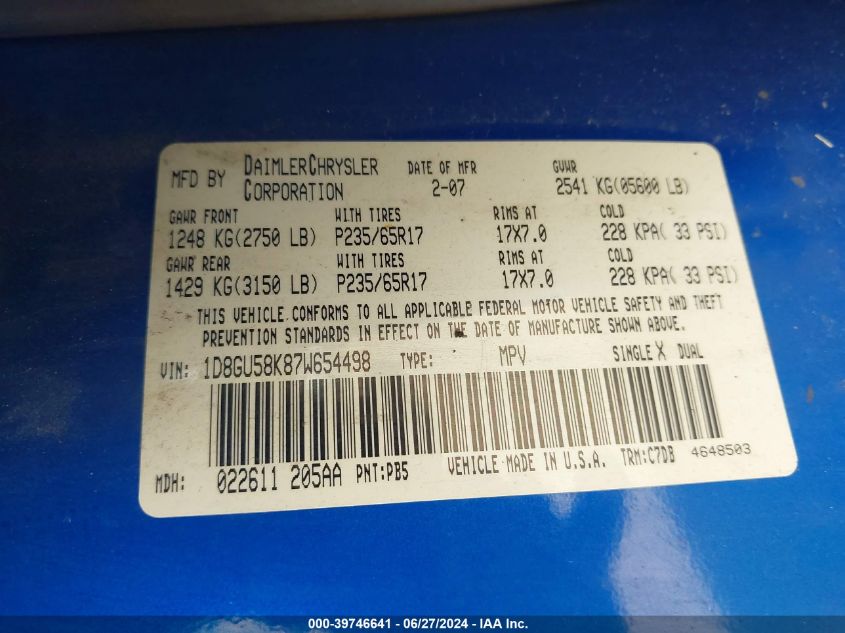 MFD BY DAIMLERCHRYSLER CORPORATION DATE OF MFR 2-07 GVWR 2541 KG(05600 LB)
GAWR FRONT WITH TIRES RIMS AT COLD
1248 KG(2750 LB) P235/65R17 17X7.0 228 KPA( 33 PSI)
GAWR REAR WITH TIRES RIMS AT COLD
1429 KG(3150 LB) P235/65R17 17X7.0 228 KPA( 33 PSI)
THIS VEHICLE CONFORMS TO ALL APPLICABLE FEDERAL MOTOR VEHICLE SAFETY AND THEFT
PREVENTION STANDARDS IN EFFECT ON THE DATE OF MANUFACTURE SHOWN ABOVE.
VIN: 1D8GU58K87W654498 TYPE: MPV SINGLE X DUAL
MDH: 022611 205AA PNT:PB5 VEHICLE MADE IN U.S.A. TRM:C7DB 4648503
000-39746641 - 06/27/2024 - IAA Inc.